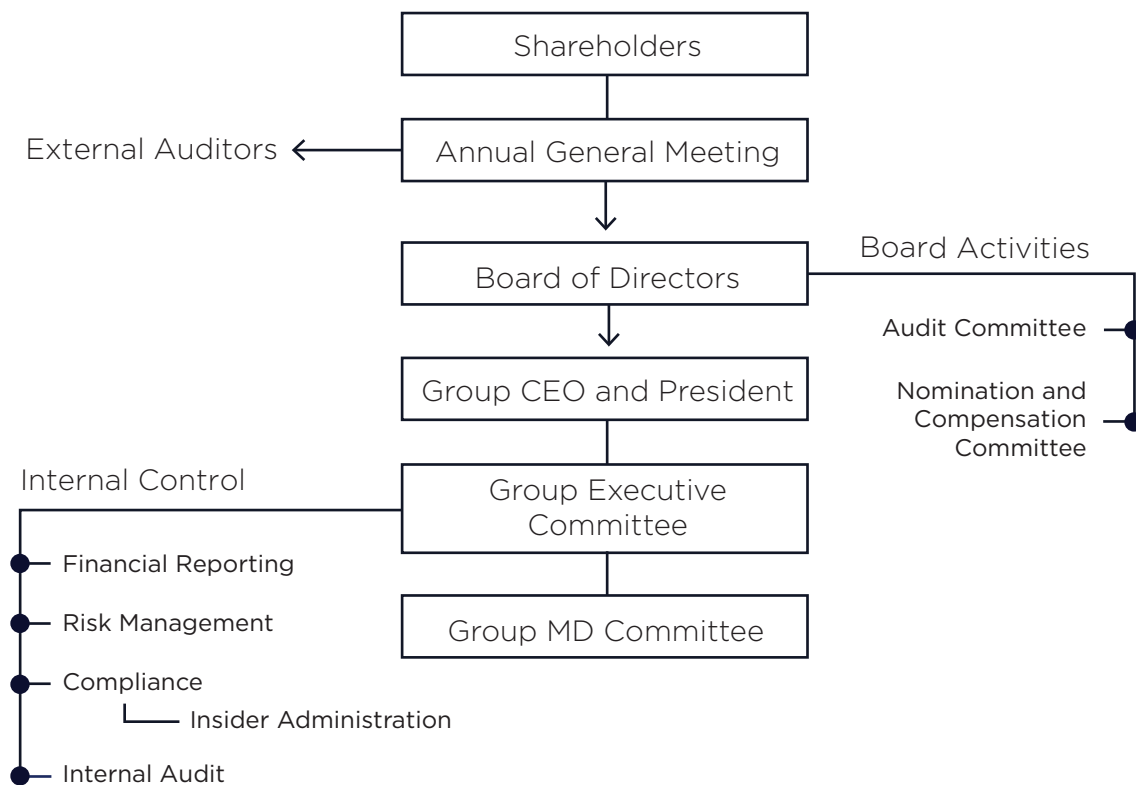 Shareholders
External Auditors
Annual General Meeting
Board Activities
Board of Directors
Audit Committee
Group CEO and President
Nomination and
Compensation
Committee
Internal Control
Group Executive
Committee
Financial Reporting
Risk Management
Group MD Committee
Compliance
Insider Administration
Internal Audit